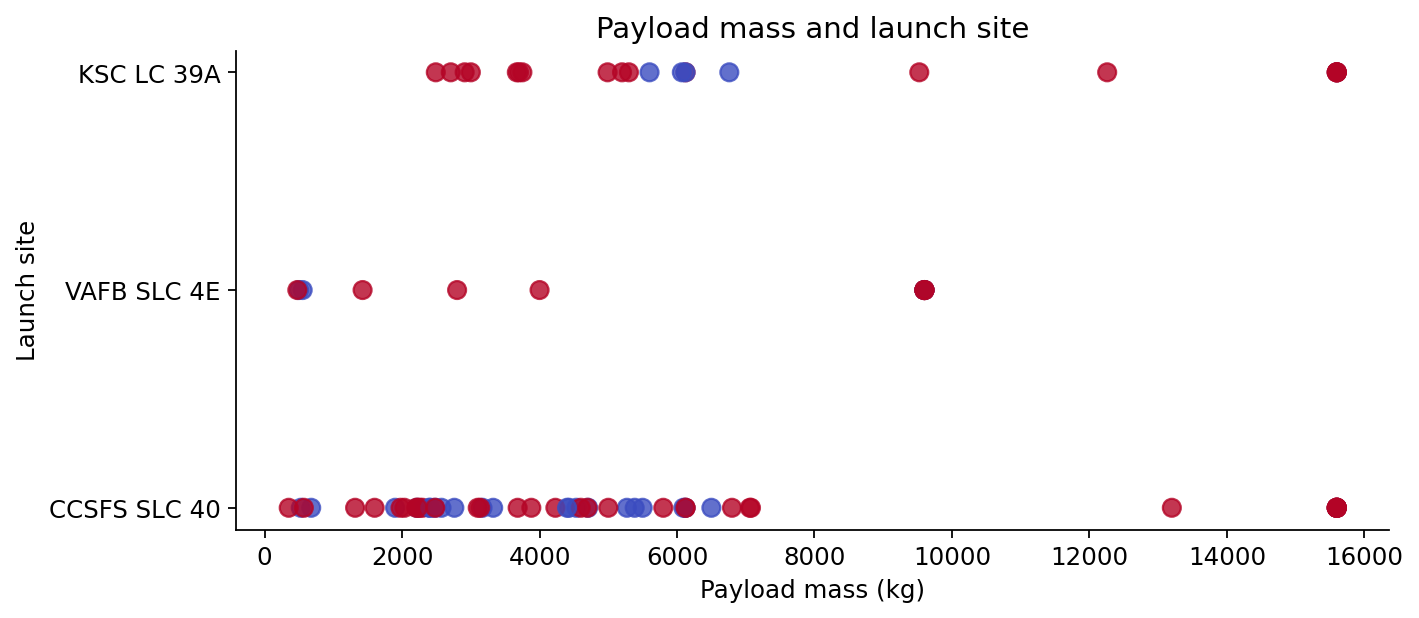 Payload mass and launch site
KSC LC 39A
VAFB SLC 4E
CCSFS SLC 40
Launch site
0 2000 4000 6000 8000 10000 12000 14000 16000
Payload mass (kg)